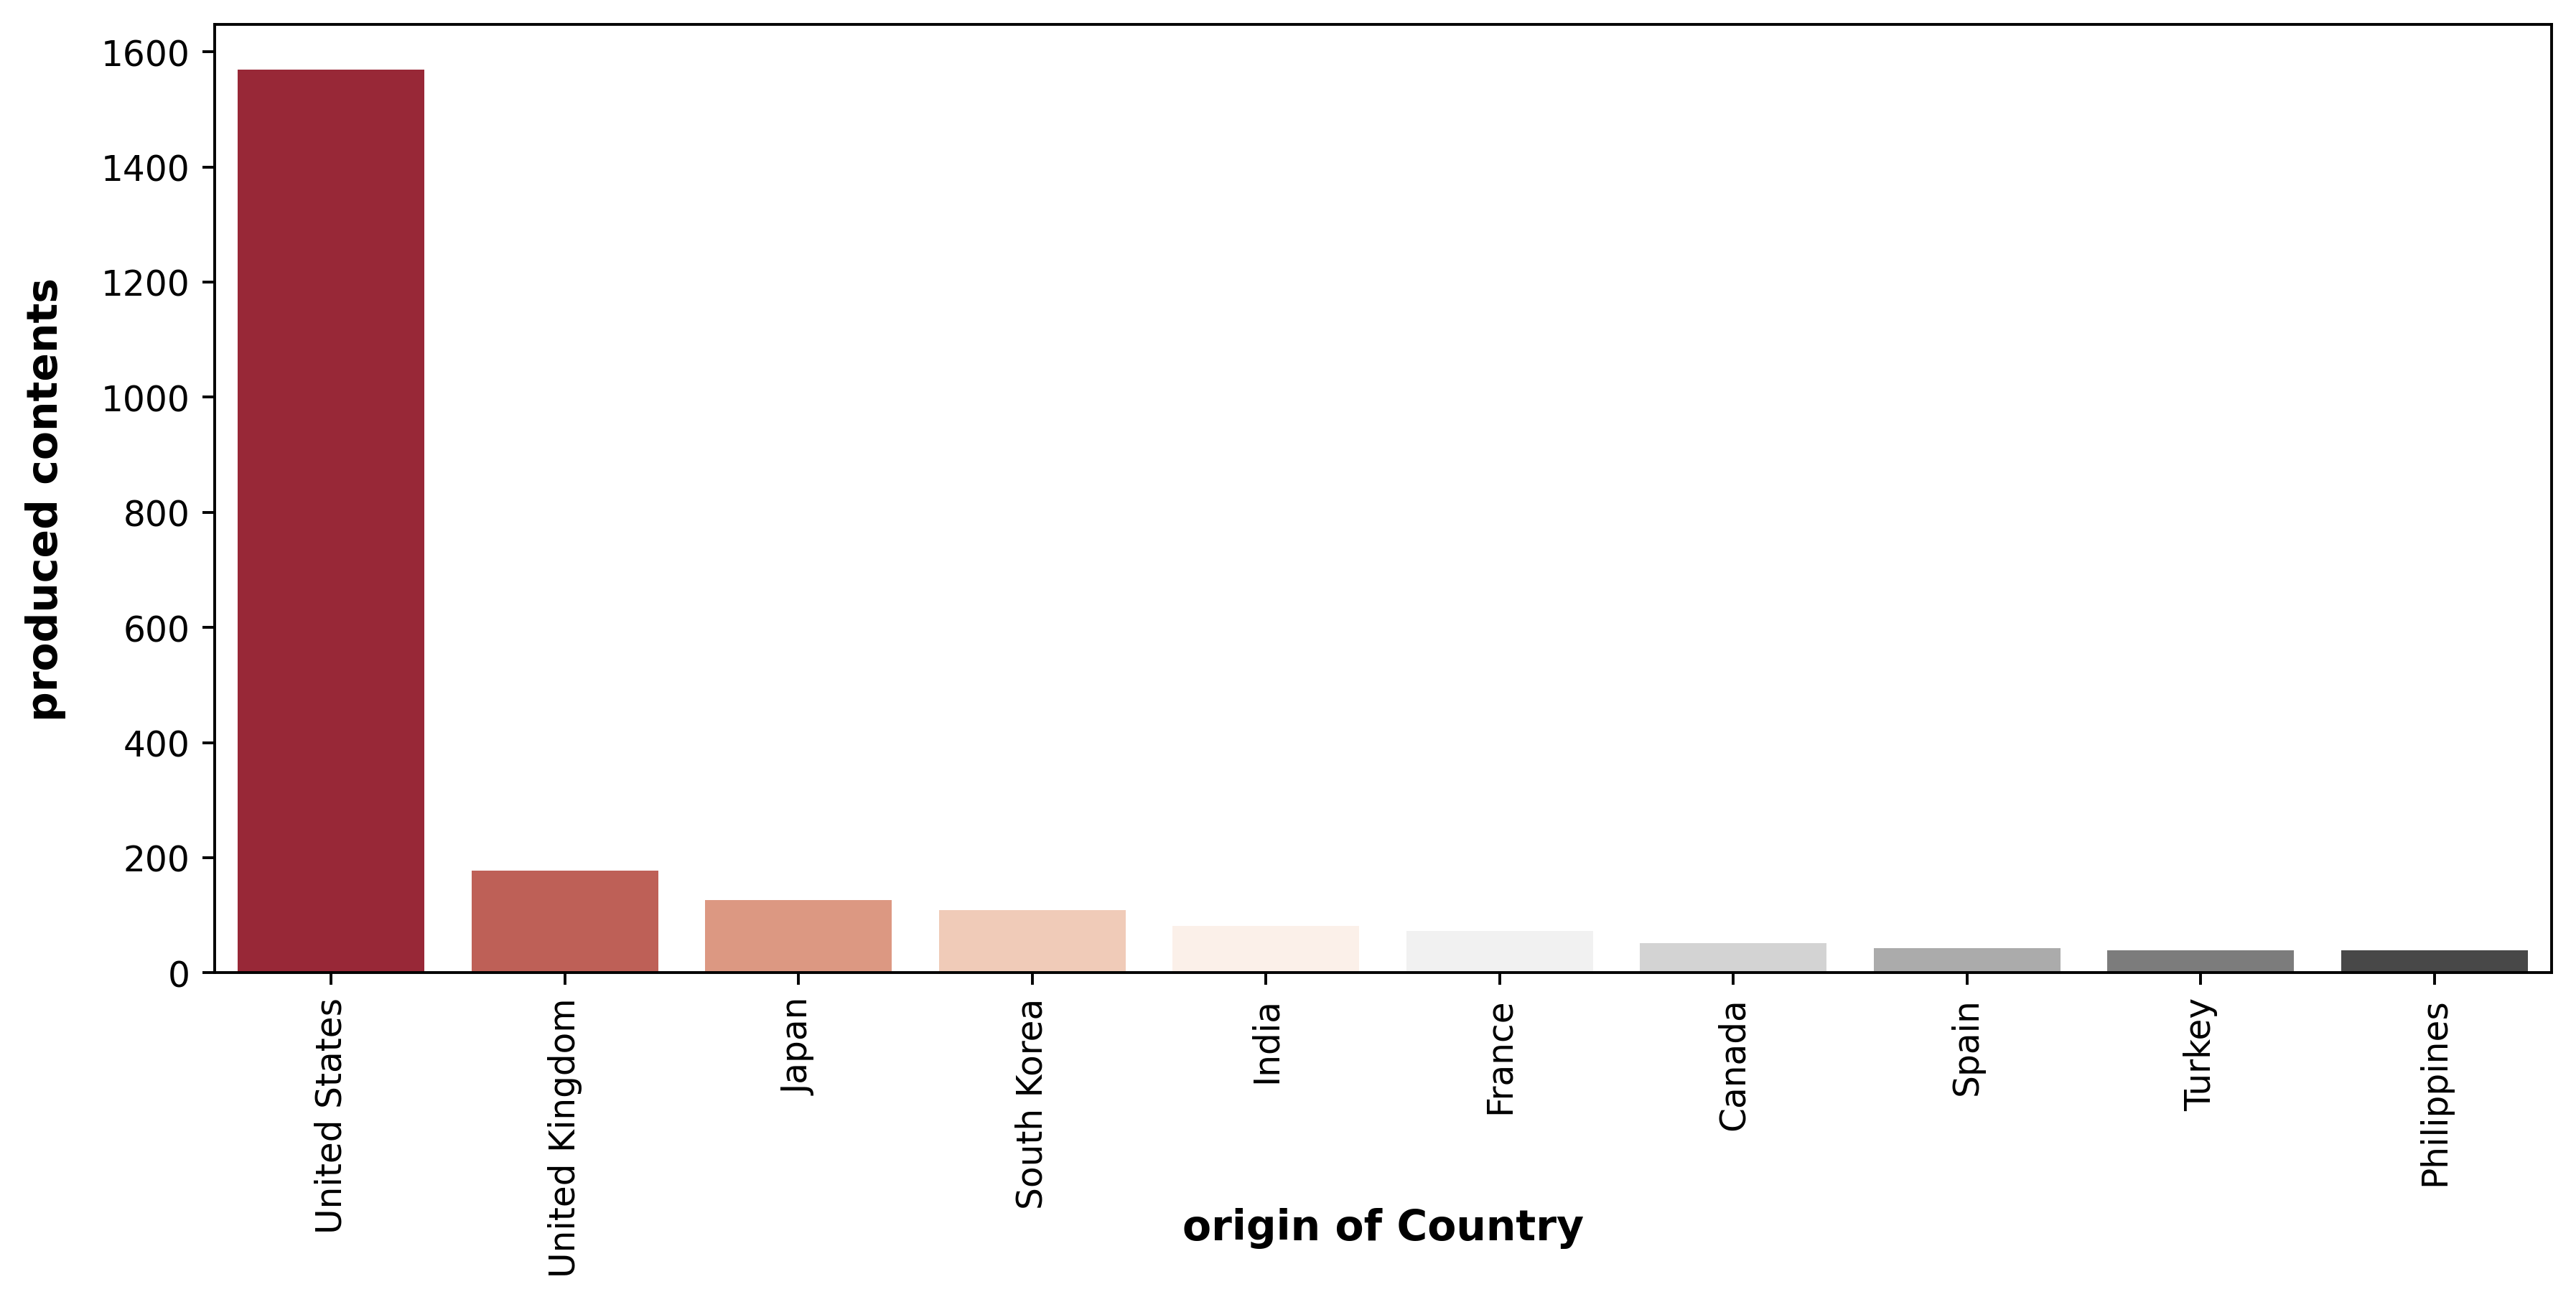 produced contents
1600
1400
1200
1000
800
600
400
200
0
United States
United Kingdom
Japan
South Korea
India
France
Canada
Spain
Turkey
Philippines
origin of Country